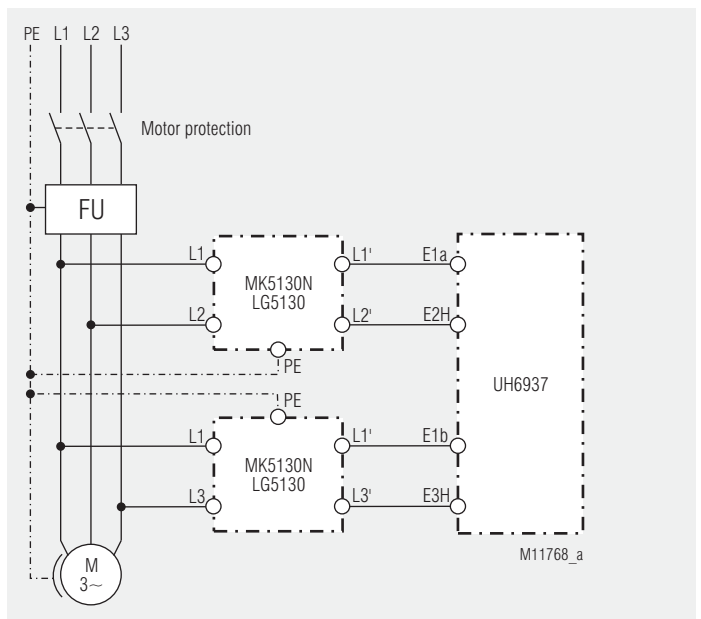 PE L1 L2 L3
Motor protection
FU
L1
L1'
E1a
MK5130N
LG5130
L2
L2'
E2H
PE
UH6937
PE
L1
L1'
E1b
MK5130N
LG5130
L3
L3'
E3H
M11768_a
M
3~